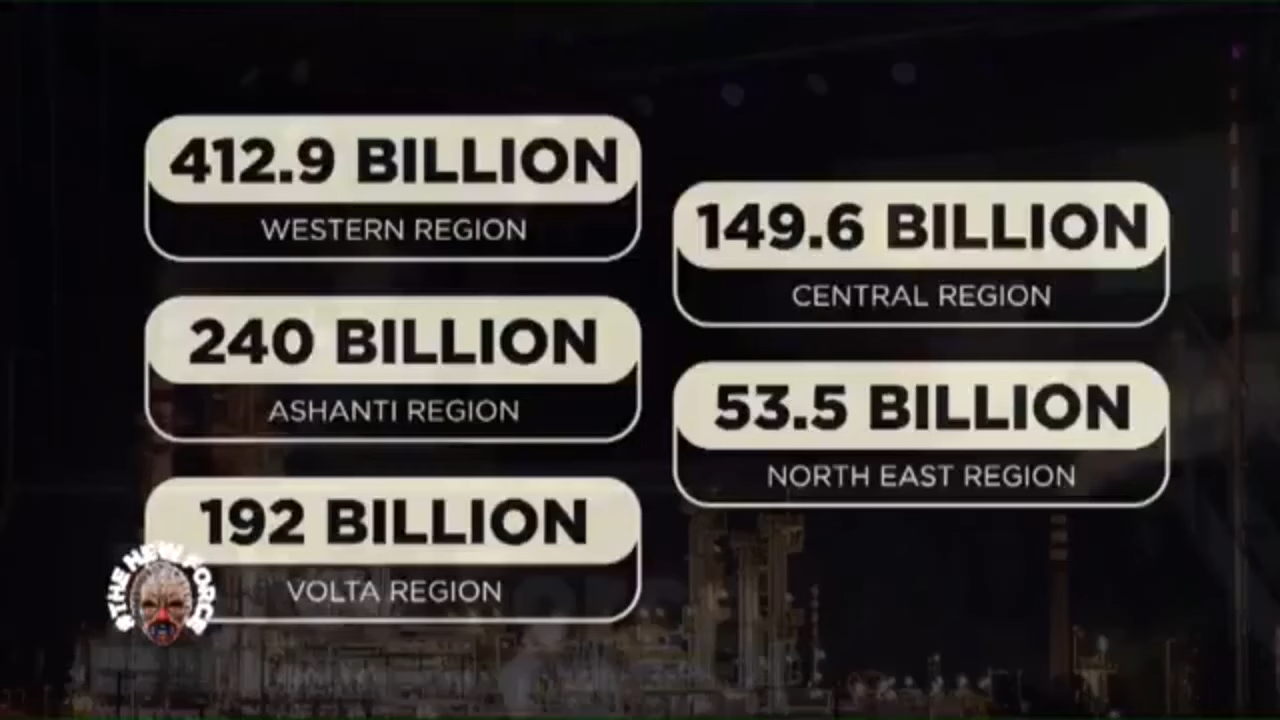 412.9 BILLION
WESTERN REGION
240 BILLION
ASHANTI REGION
192 BILLION
VOLTA REGION
149.6 BILLION
CENTRAL REGION
53.5 BILLION
NORTH EAST REGION
#THE NEW FORCE